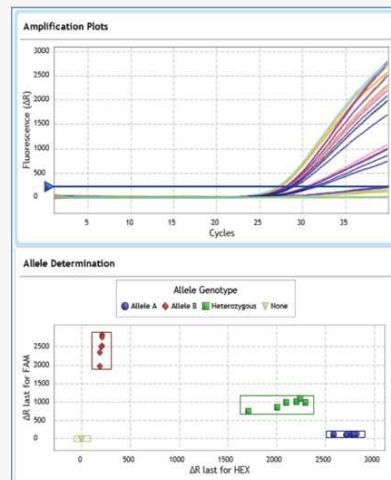 Amplification Plots
3000
2500
2000
1500
1000
500
0
Fluorescence (ΔR)
5 10 15 20 25 30 35
Cycles
Allele Determination
Allele Genotype
Allele A Allele B Heterozygous None
2500
2000
1500
1000
500
0
ΔR last for FAM
0 500 1000 1500 2000 2500 3000
ΔR last for HEX